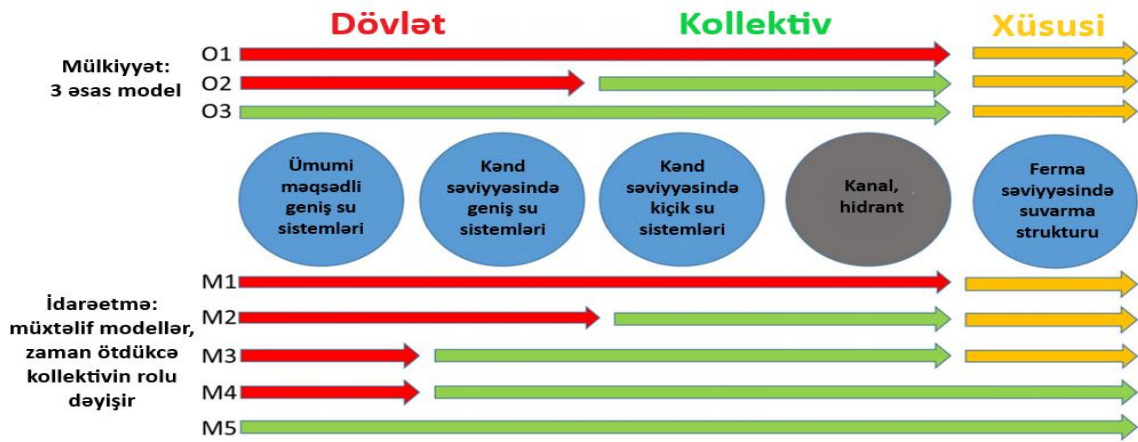 Dövlət
Kollektiv
Xüsusi
Mülkiyyət:
3 əsas model
O1
O2
O3
Ümumi
məqsədli
geniş su
sistemləri
Kənd
səviyyəsində
geniş su
sistemləri
Kənd
səviyyəsində
kiçik su
sistemləri
Kanal,
hidrant
Ferma
səviyyəsində
suvarma
strukturu
İdarəetmə:
müxtəlif modellər,
zaman ötdükcə
kollektivin rolu
dəyişir
M1
M2
M3
M4
M5